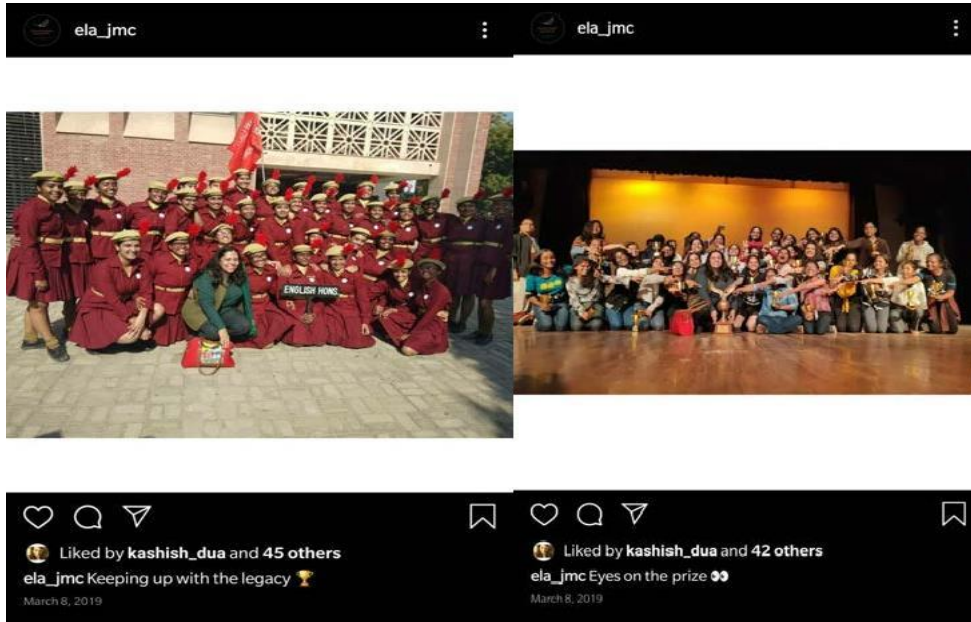 ela_jmc
ENGLISH HONS
Liked by kashish_dua and 45 others
ela_jmc Keeping up with the legacy 🏆
March 8, 2019
ela_jmc
Liked by kashish_dua and 42 others
ela_jmc Eyes on the prize 👀
March 8, 2019